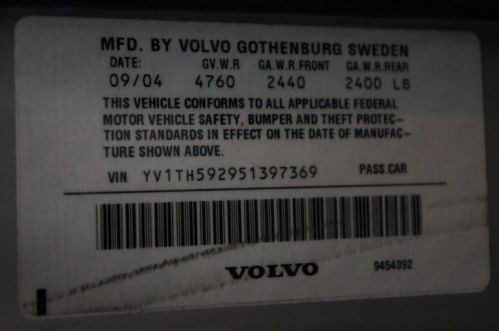 MFD. BY VOLVO GOTHENBURG SWEDEN
DATE: GV.W.R GA.W.R.FRONT GA.W.R.REAR
09/04 4760 2440 2400 LB
THIS VEHICLE CONFORMS TO ALL APPLICABLE FEDERAL
MOTOR VEHICLE SAFETY, BUMPER AND THEFT PROTEC-
TION STANDARDS IN EFFECT ON THE DATE OF MANUFAC-
TURE SHOWN ABOVE.
VIN YV1TH592951397369 PASS.CAR
VOLVO 9454392